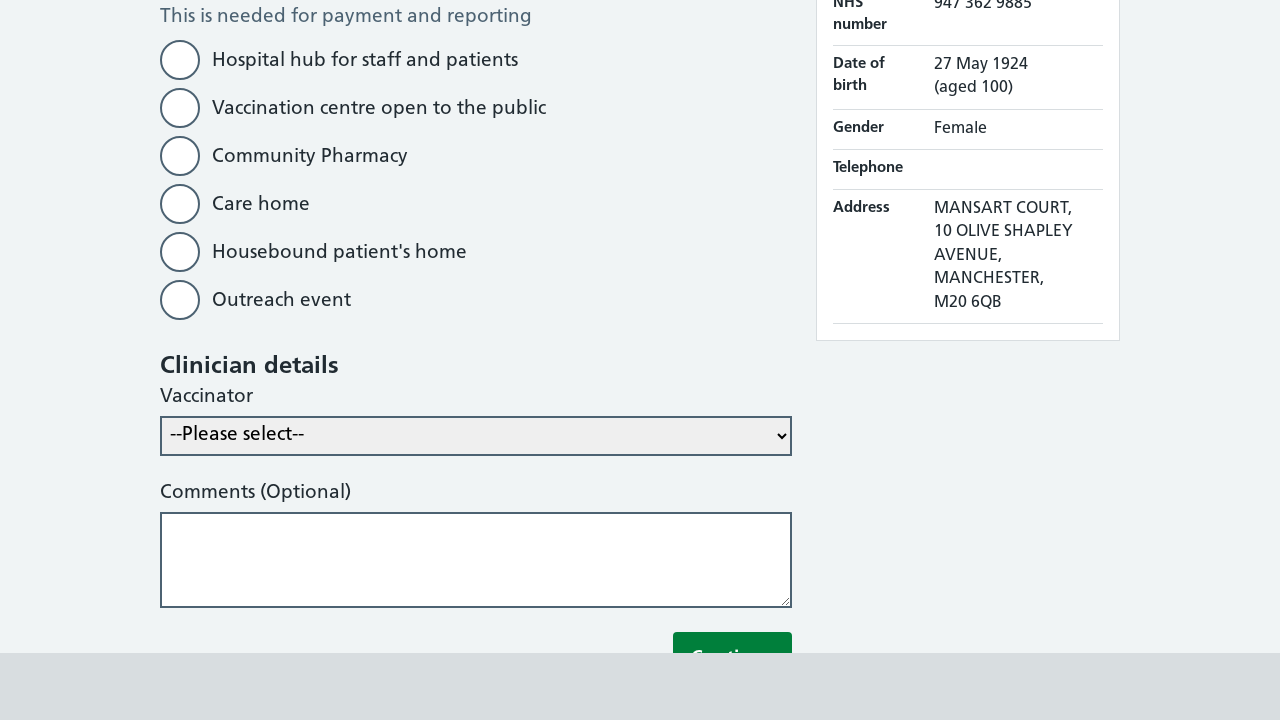 This is needed for payment and reporting
Hospital hub for staff and patients
Vaccination centre open to the public
Community Pharmacy
Care home
Housebound patient's home
Outreach event
Clinician details
Vaccinator
--Please select--
Comments (Optional)
NHS number
947 362 9885
Date of birth
27 May 1924
(aged 100)
Gender
Female
Telephone
Address
MANSART COURT,
10 OLIVE SHAPLEY
AVENUE,
MANCHESTER,
M20 6QB